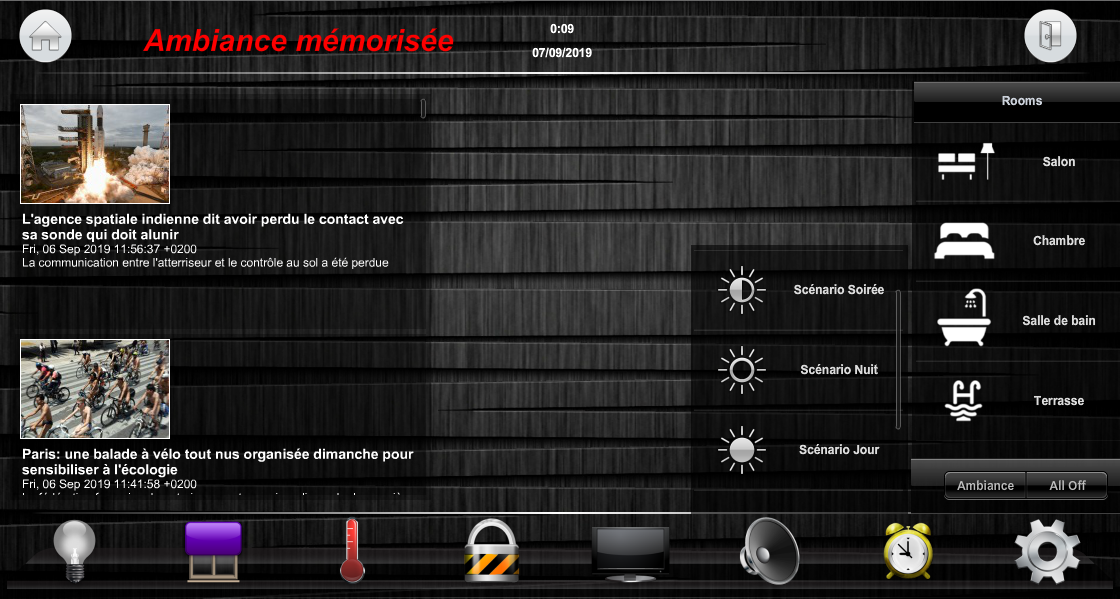 Ambiance mémorisée
0:09
07/09/2019
Rooms
Salon
Chambre
Salle de bain
Terrasse
L'agence spatiale indienne dit avoir perdu le contact avec
sa sonde qui doit alunir
Fri, 06 Sep 2019 11:56:37 +0200
La communication entre l'atterriseur et le contrôle au sol a été perdue
Scénario Soirée
Scénario Nuit
Scénario Jour
Paris: une balade à vélo tout nus organisée dimanche pour
sensibiliser à l'écologie
Fri, 06 Sep 2019 11:41:58 +0200
Ambiance
All Off